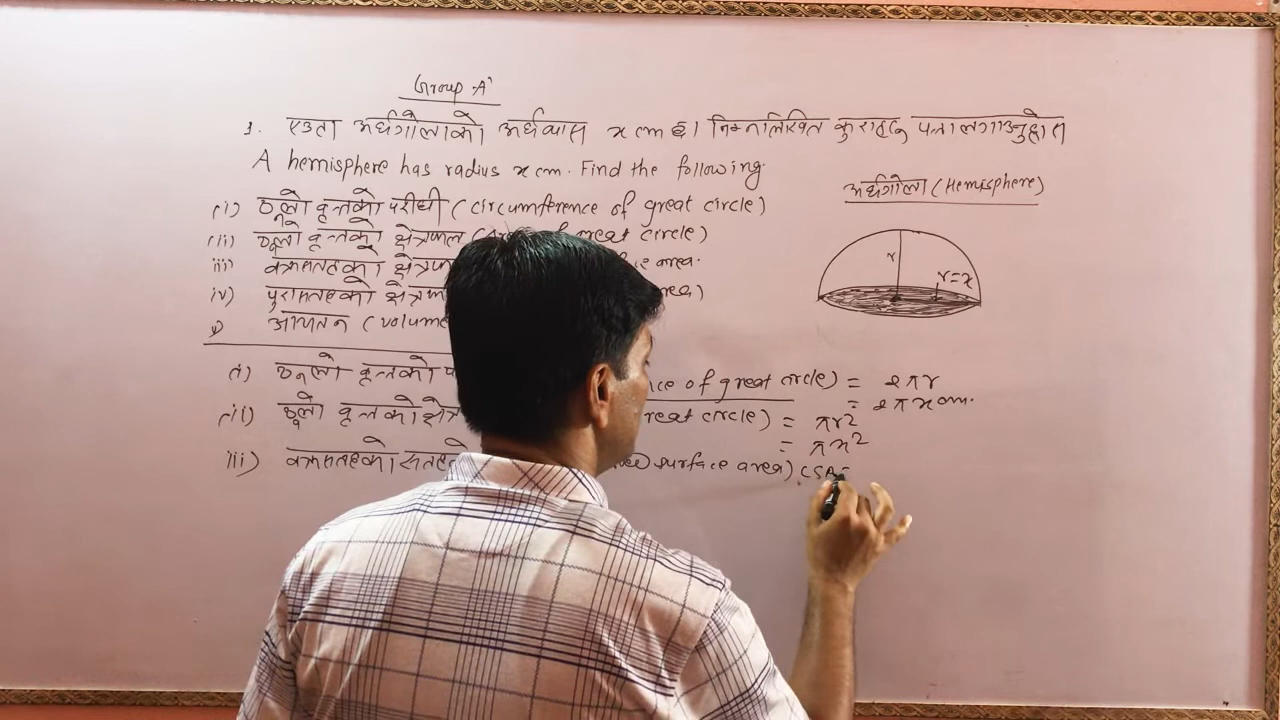 Group 'A'
1. एउटा अर्धगोलाको अर्धव्यास x cm छ। निम्नलिखित कुराहरु पत्ता लगाउनुहोस
A hemisphere has radius x cm. Find the following.
अर्धगोला (Hemisphere)
(i) ठूलो वृत्तको परीधी (circumference of great circle)
(ii) ठूलो वृत्तको क्षेत्रफल great circle)
iii) वक्रसतहको area.
iv) पुरासतहको
v) आयतन (volume
r
r=x
(i) ठूलो वृत्तको of great circle) = 2πr
= 2πx cm.
(ii) ठूलो वृत्तको great circle) = πr²
= πx²
iii) वक्रसतहको surface area) CSA=